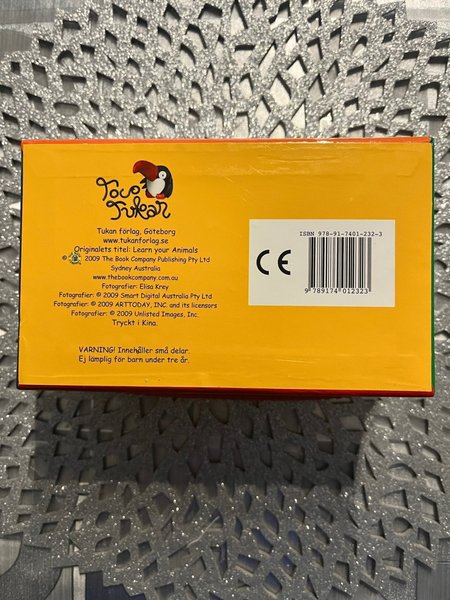 Toco
Tukan
Tukan förlag, Göteborg
www.tukanforlag.se
Originalets titel: Learn your Animals
© 2009 The Book Company Publishing Pty Ltd
Sydney Australia
www.thebookcompany.com.au
Fotografier: Elisa Krey
Fotografier: © 2009 Smart Digital Australia Pty Ltd
Fotografier: © 2009 ARTTODAY, INC. and its licensors
Fotografier: © 2009 Unlisted Images, Inc.
Tryckt i Kina.
VARNING! Innehåller små delar.
Ej lämplig för barn under tre år.
CE
ISBN 978-91-7401-232-3
9 789174 012323